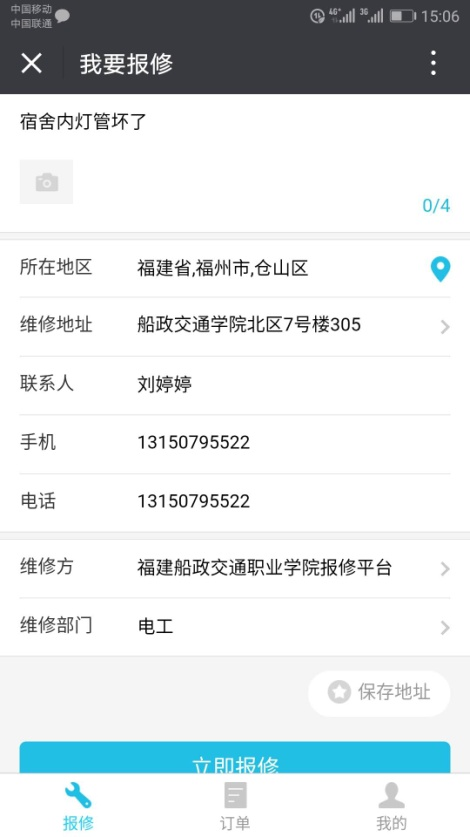 中国移动
中国联通
4G+ 3G 15:06
我要报修
宿舍内灯管坏了
0/4
所在地区 福建省,福州市,仓山区
维修地址 船政交通学院北区7号楼305
联系人 刘婷婷
手机 13150795522
电话 13150795522
维修方 福建船政交通职业学院报修平台
维修部门 电工
保存地址
立即报修
报修 订单 我的